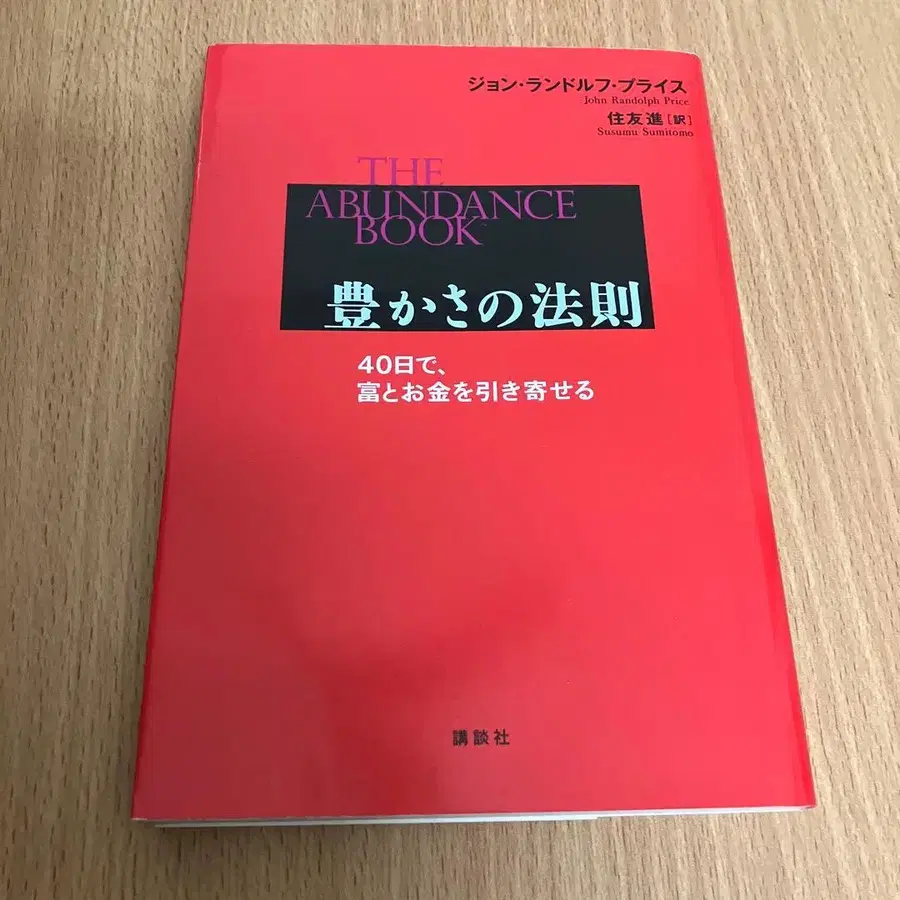 ジョン・ランドルフ・プライス
John Randolph Price
住友進[訳]
Susumu Sumitomo
THE
ABUNDANCE
BOOK™
豊かさの法則
40日で、
富とお金を引き寄せる
講談社